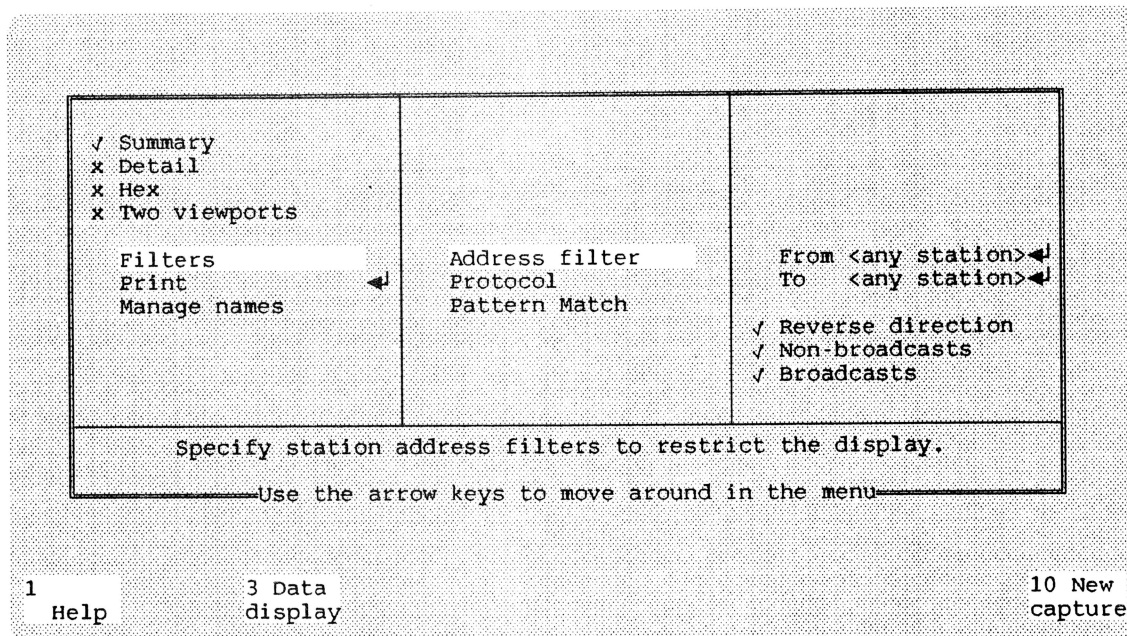 √ Summary
x Detail
x Hex
x Two viewports
Filters
Print ↵
Manage names
Address filter
Protocol
Pattern Match
From <any station>↵
To <any station>↵
√ Reverse direction
√ Non-broadcasts
√ Broadcasts
Specify station address filters to restrict the display.
Use the arrow keys to move around in the menu
1
Help
3 Data
display
10 New
capture